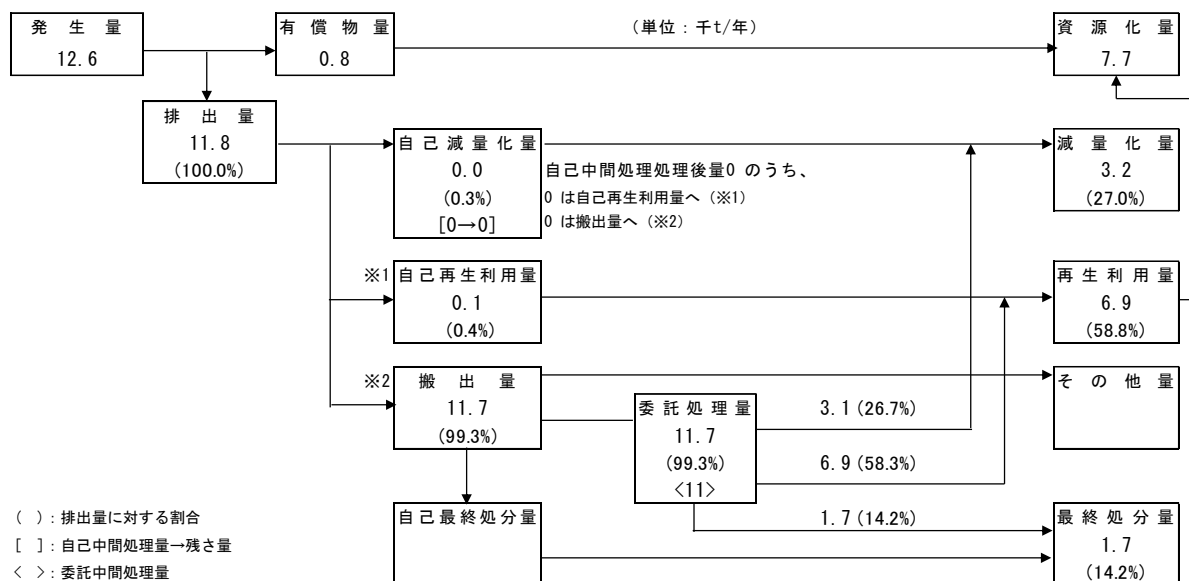 発生量
12.6
有償物量
0.8
(単位：千t/年)
資源化量
7.7
排出量
11.8
(100.0%)
自己減量化量
0.0
(0.3%)
[0→0]
自己中間処理処理後量0 のうち、
0 は自己再生利用量へ（※1）
0 は搬出量へ（※2）
減量化量
3.2
(27.0%)
※1
自己再生利用量
0.1
(0.4%)
再生利用量
6.9
(58.8%)
※2
搬出量
11.7
(99.3%)
委託処理量
11.7
(99.3%)
<11>
3.1 (26.7%)
6.9 (58.3%)
1.7 (14.2%)
その他量
自己最終処分量
最終処分量
1.7
(14.2%)
( )：排出量に対する割合
[ ]：自己中間処理量→残さ量
< >：委託中間処理量